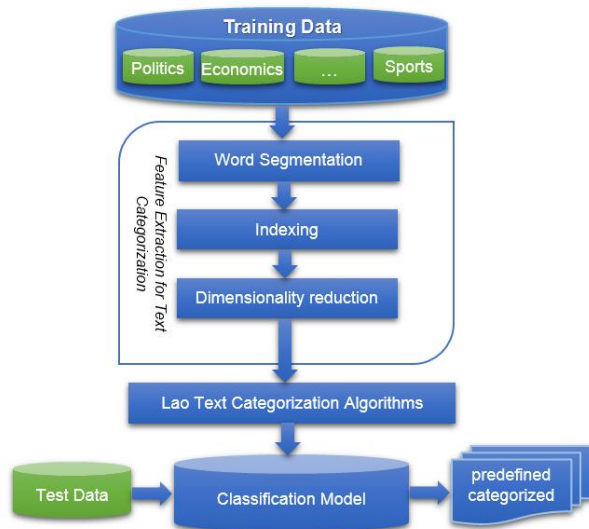 Training Data
Politics
Economics
...
Sports
Word Segmentation
Feature Extraction for Text
Categorization
Indexing
Dimensionality reduction
Lao Text Categorization Algorithms
Test Data
Classification Model
predefined
categorized